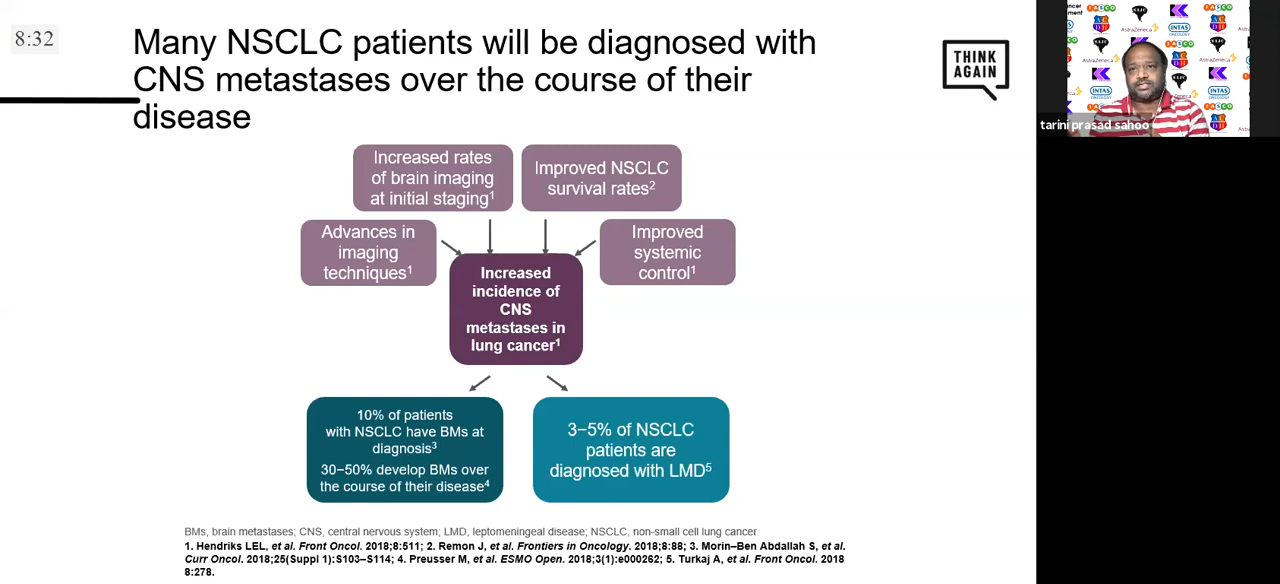 8:32
Many NSCLC patients will be diagnosed with
CNS metastases over the course of their
disease
THINK
AGAIN
tarini prasad sahoo
AstraZeneca
INTAS
ONCOLOGY
INTAS
Increased rates
of brain imaging
at initial staging¹
Improved NSCLC
survival rates²
Advances in
imaging
techniques¹
Improved
systemic
control¹
Increased
incidence of
CNS
metastases in
lung cancer¹
10% of patients
with NSCLC have BMs at
diagnosis³
30–50% develop BMs over
the course of their disease⁴
3–5% of NSCLC
patients are
diagnosed with LMD⁵
BMs, brain metastases; CNS, central nervous system; LMD, leptomeningeal disease; NSCLC, non-small cell lung cancer
1. Hendriks LEL, et al. Front Oncol. 2018;8:511; 2. Remon J, et al. Frontiers in Oncology. 2018;8:88; 3. Morin–Ben Abdallah S, et al.
Curr Oncol. 2018;25(Suppl 1):S103–S114; 4. Preusser M, et al. ESMO Open. 2018;3(1):e000262; 5. Turkaj A, et al. Front Oncol. 2018
8:278.